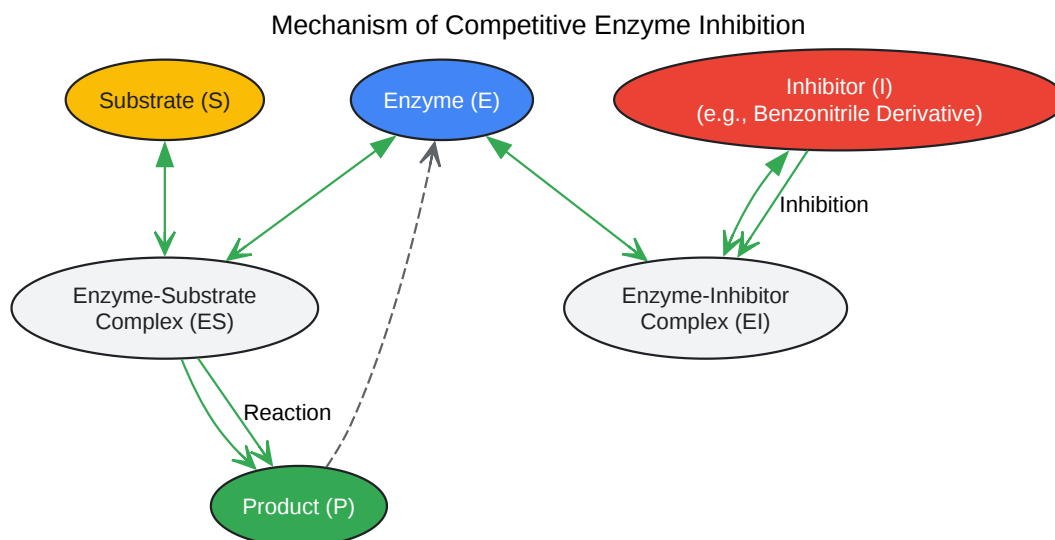 Mechanism of Competitive Enzyme Inhibition
Substrate (S)
Enzyme (E)
Inhibitor (I)
(e.g., Benzonitrile Derivative)
Inhibition
Enzyme-Substrate
Complex (ES)
Enzyme-Inhibitor
Complex (EI)
Reaction
Product (P)